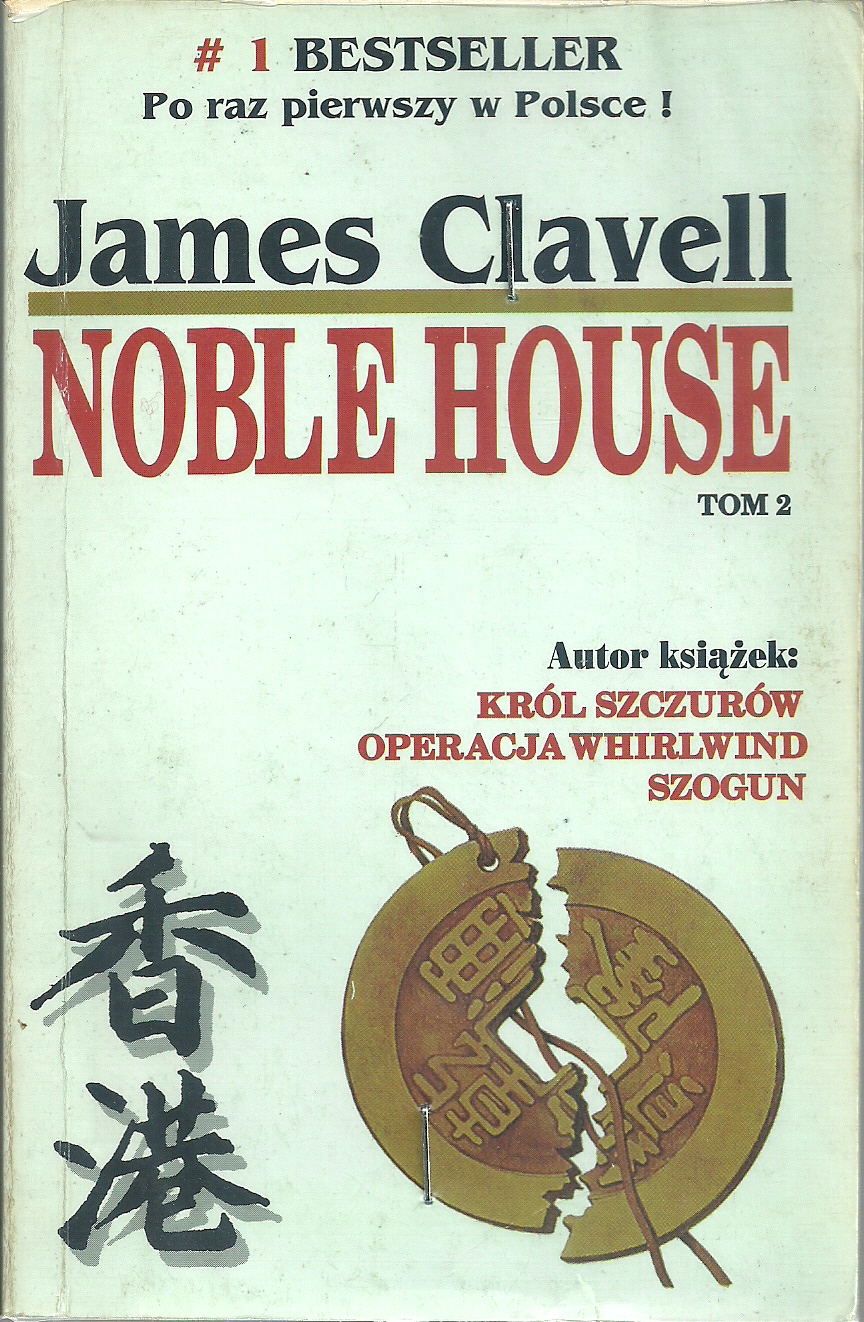 # 1 BESTSELLER
Po raz pierwszy w Polsce !
James Clavell
NOBLE HOUSE
TOM 2
Autor książek:
KRÓL SZCZURÓW
OPERACJA WHIRLWIND
SZOGUN
香
港